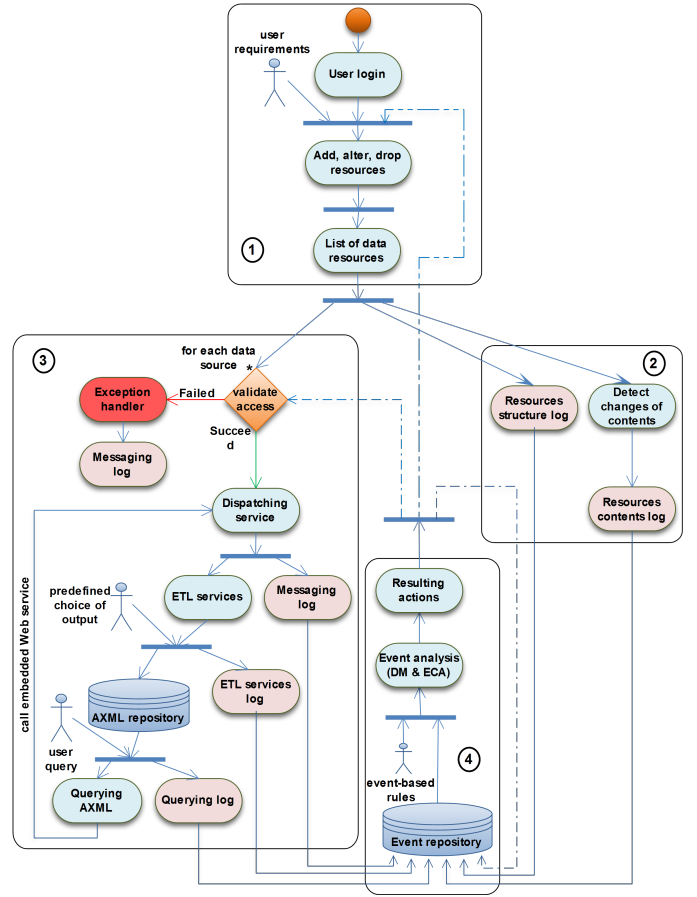 user
requirements
User login
Add, alter, drop
resources
List of data
resources
1
3
for each data
source *
validate
access
Failed
Exception
handler
Succee
d
Messaging
log
2
Resources
structure log
Detect
changes of
contents
Resources
contents log
Dispatching
service
call embedded Web service
predefined
choice of
output
ETL services
Messaging
log
ETL services
log
AXML repository
user
query
Querying
AXML
Querying log
Resulting
actions
Event analysis
(DM & ECA)
4
event-based
rules
Event repository